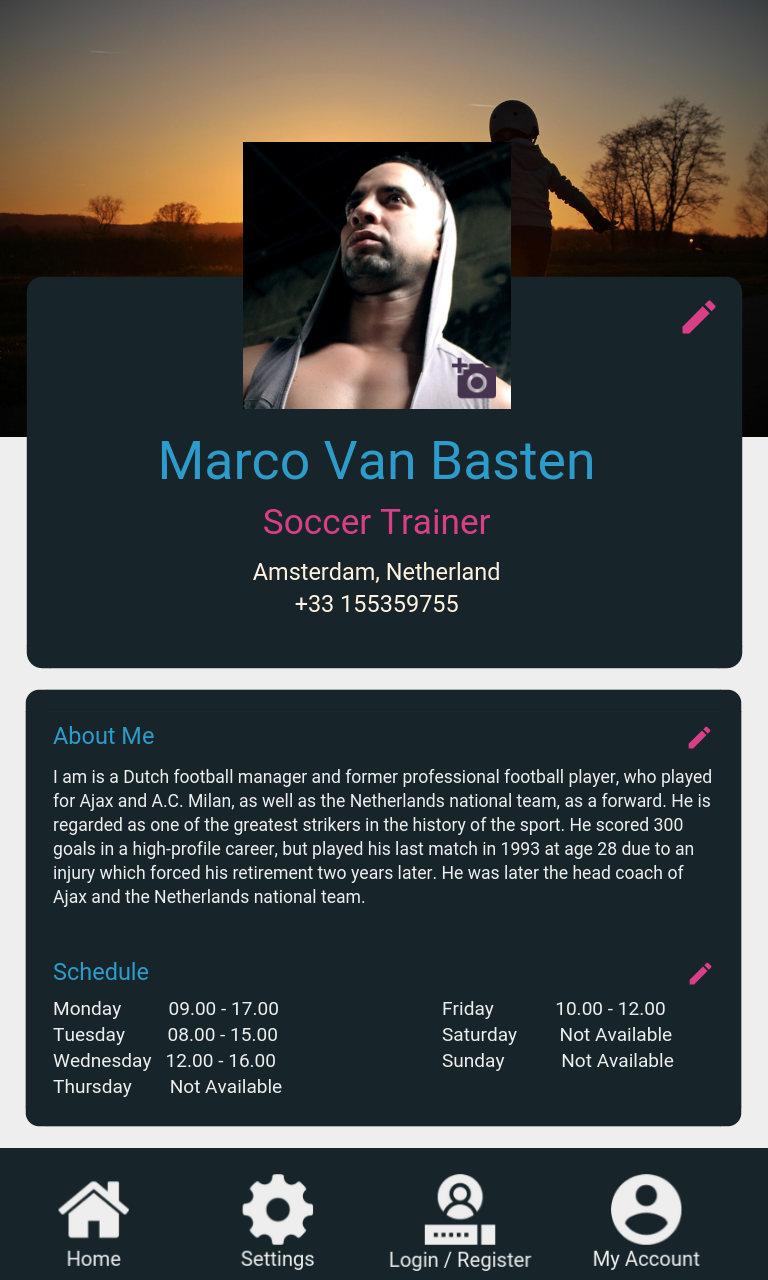 Marco Van Basten
Soccer Trainer
Amsterdam, Netherland
+33 155359755
About Me
I am is a Dutch football manager and former professional football player, who played
for Ajax and A.C. Milan, as well as the Netherlands national team, as a forward. He is
regarded as one of the greatest strikers in the history of the sport. He scored 300
goals in a high-profile career, but played his last match in 1993 at age 28 due to an
injury which forced his retirement two years later. He was later the head coach of
Ajax and the Netherlands national team.
Schedule
Monday 09.00 - 17.00
Tuesday 08.00 - 15.00
Wednesday 12.00 - 16.00
Thursday Not Available
Friday 10.00 - 12.00
Saturday Not Available
Sunday Not Available
Home
Settings
Login / Register
My Account